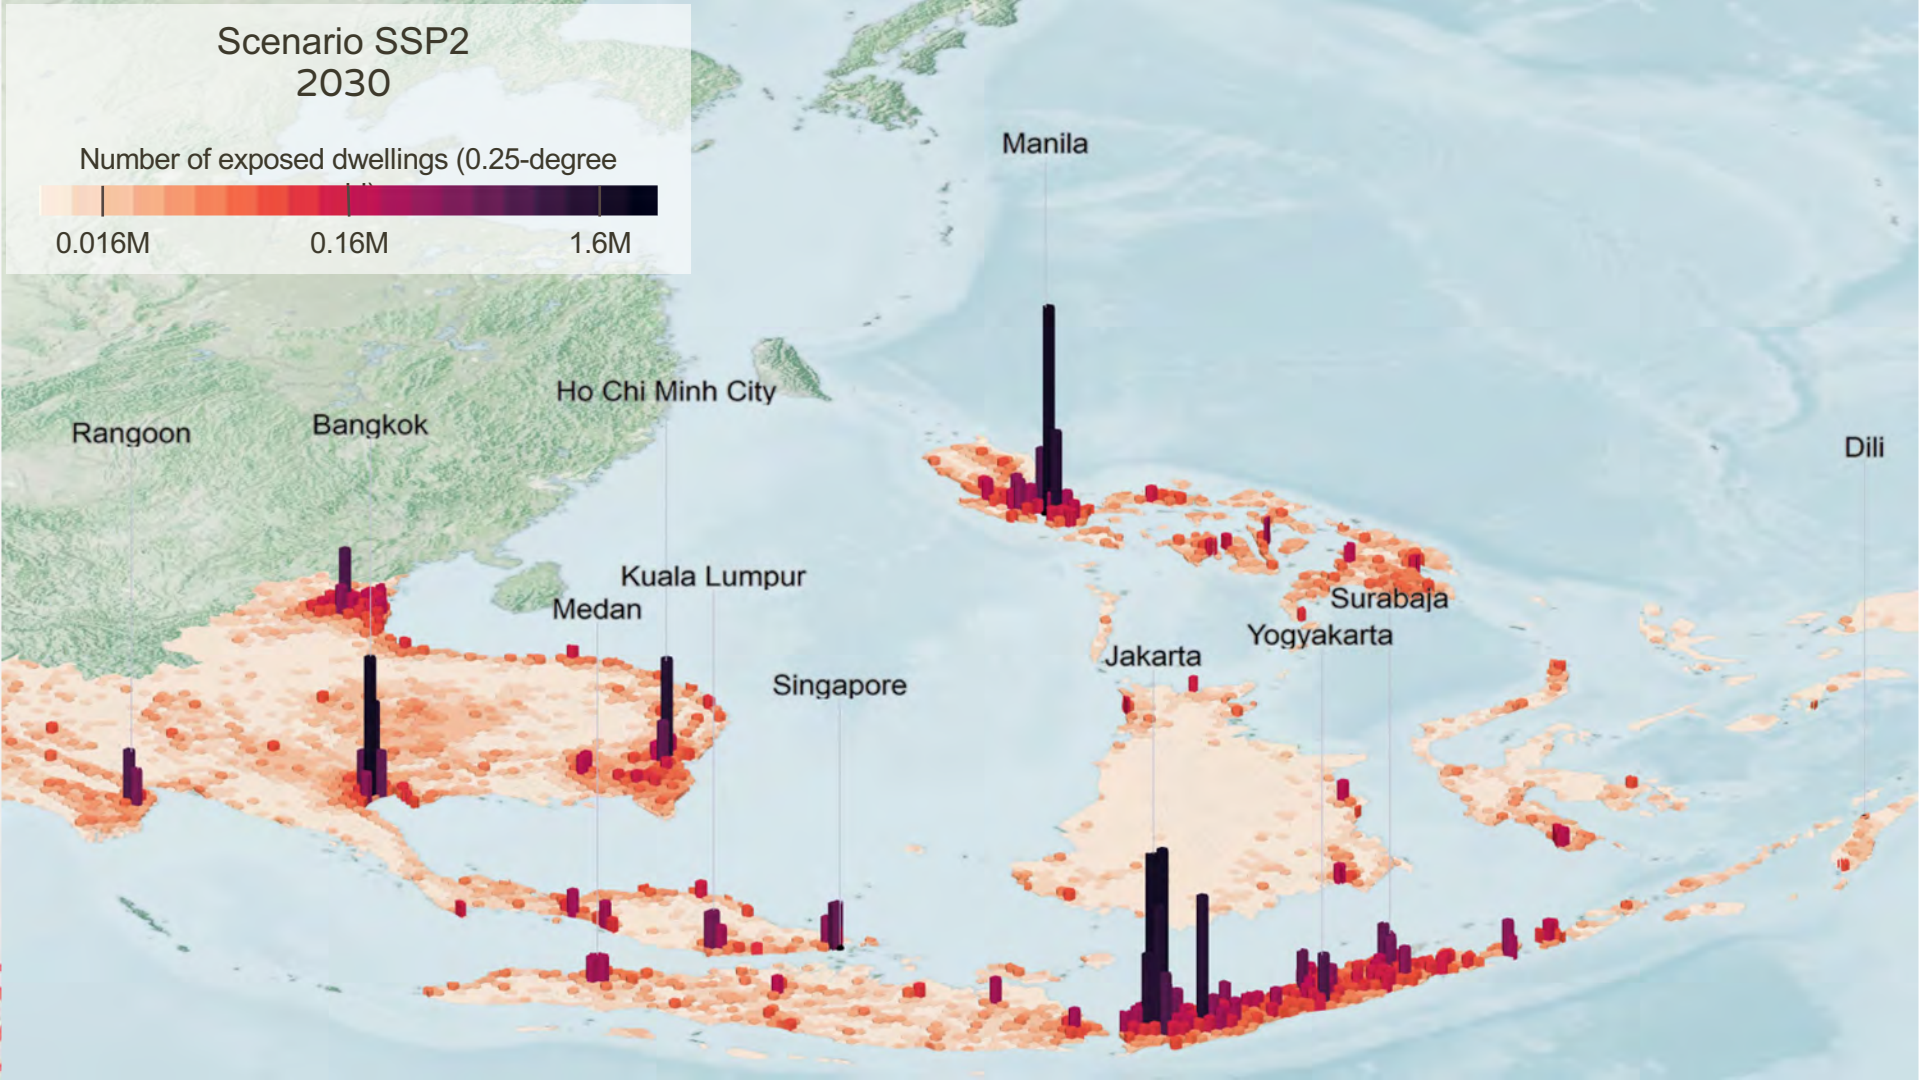 Scenario SSP2
2030
Number of exposed dwellings (0.25-degree
0.016M
0.16M
1.6M
Manila
Ho Chi Minh City
Bangkok
Rangoon
Dili
Kuala Lumpur
Medan
Surabaja
Yogyakarta
Jakarta
Singapore